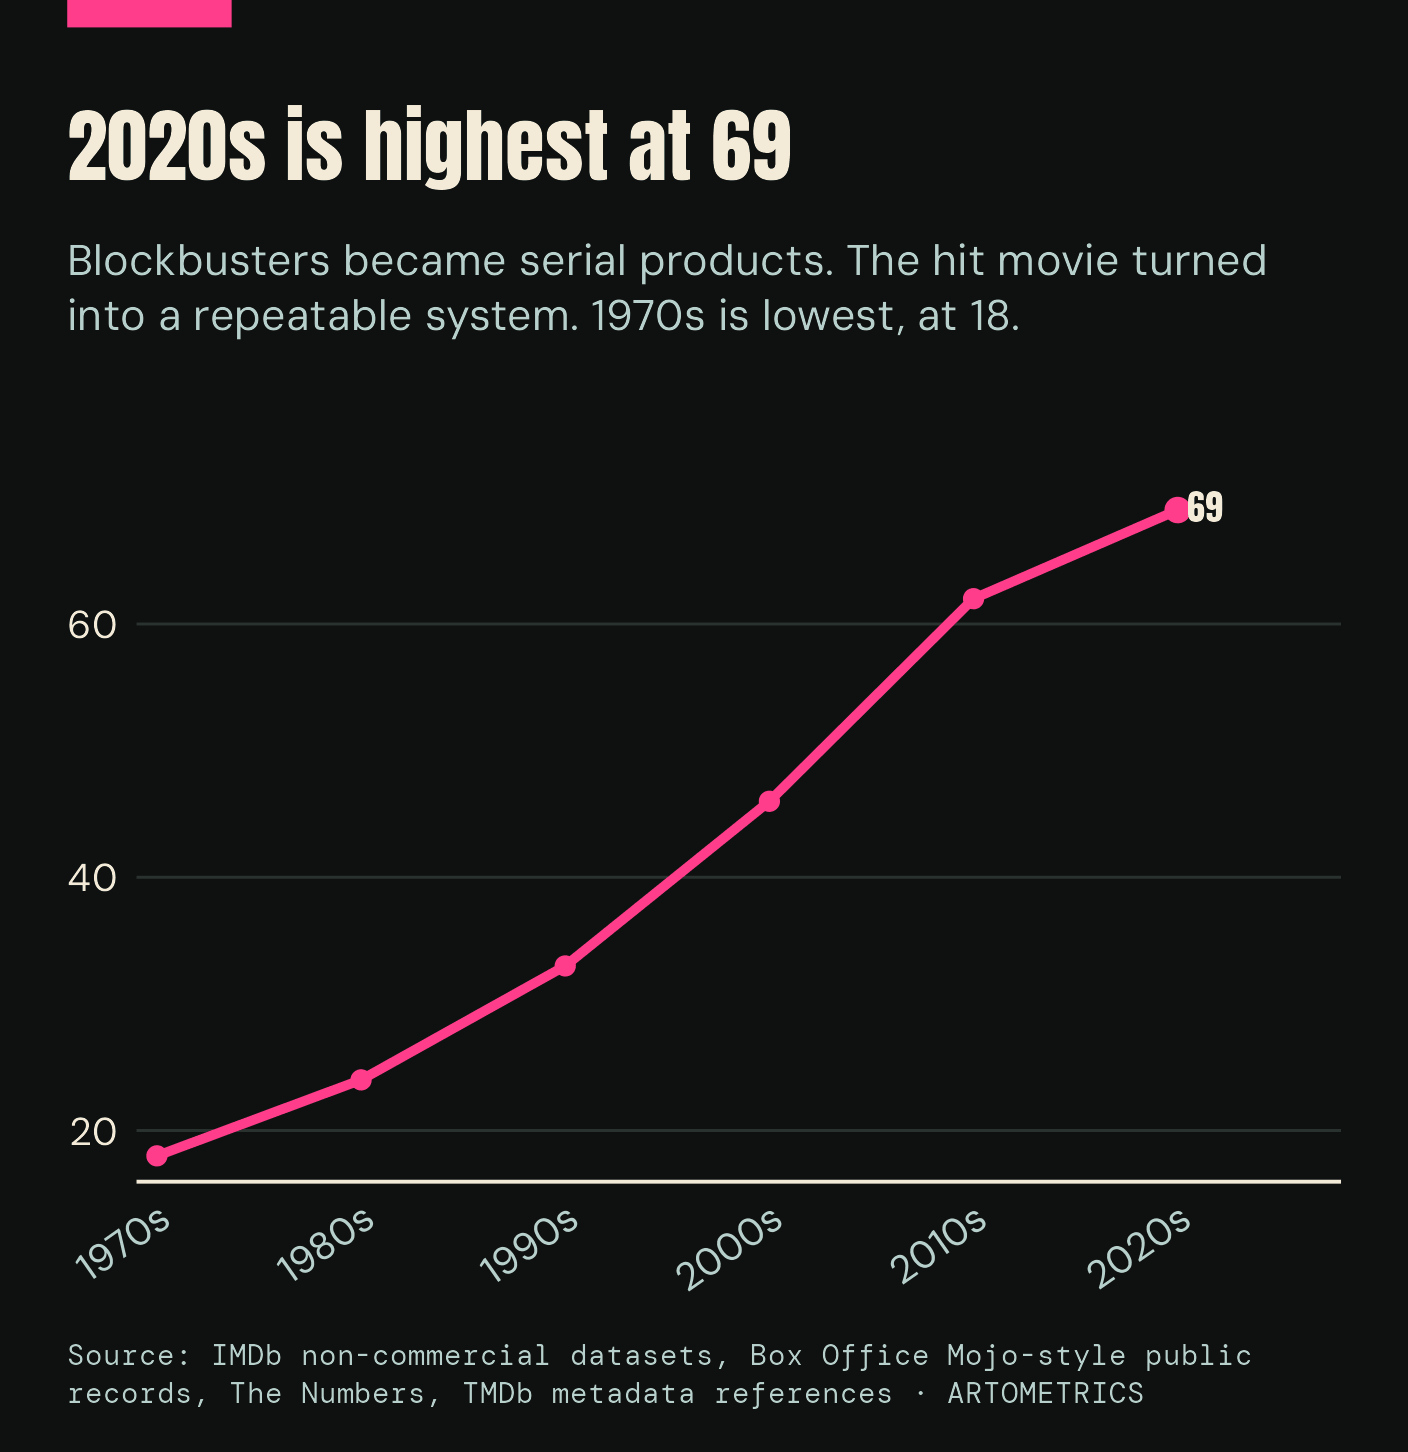 2020s is highest at 69
Blockbusters became serial products. The hit movie turned
into a repeatable system. 1970s is lowest, at 18.
69
60
40
20
1970s
1980s
1990s
2000s
2010s
2020s
Source: IMDb non-commercial datasets, Box Office Mojo-style public
records, The Numbers, TMDb metadata references · ARTOMETRICS